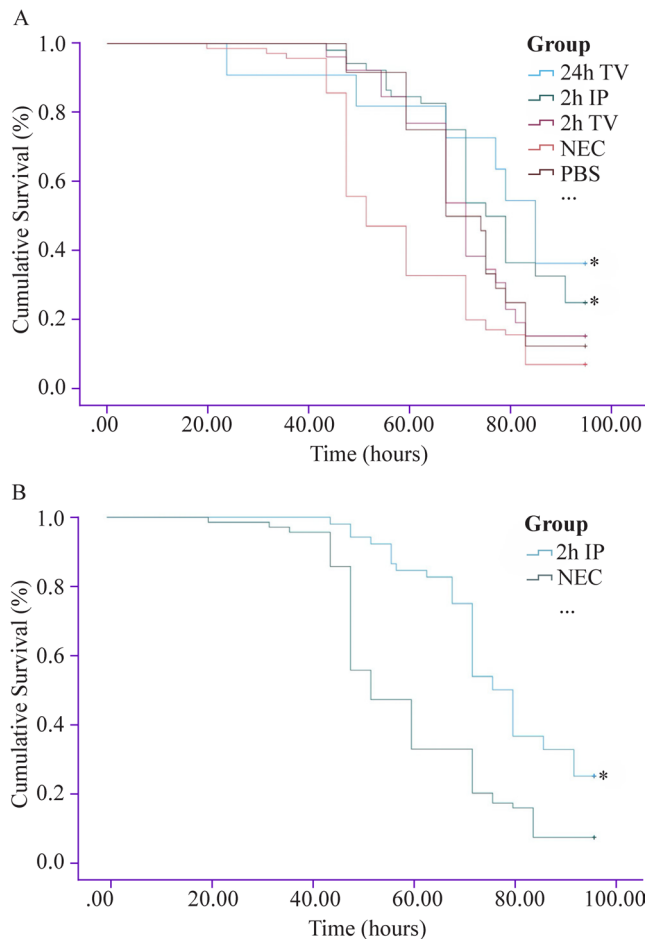 A
1.0
0.8
0.6
0.4
0.2
0.0
Cumulative Survival (%)
.00 20.00 40.00 60.00 80.00 100.00
Time (hours)
Group
24h TV
2h IP
2h TV
NEC
PBS
...
*
*
B
1.0
0.8
0.6
0.4
0.2
0.0
Cumulative Survival (%)
.00 20.00 40.00 60.00 80.00 100.00
Time (hours)
Group
2h IP
NEC
...
*